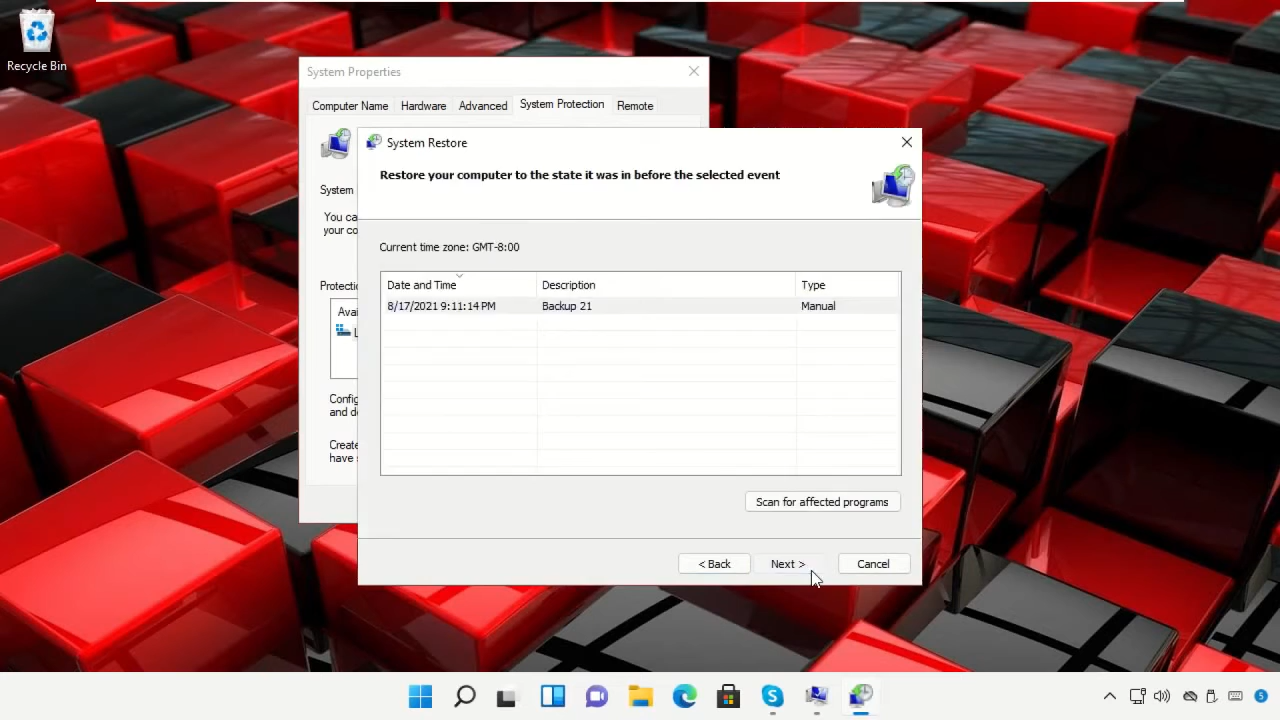 Recycle Bin
System Properties
Computer Name
Hardware
Advanced
System Protection
Remote
System
You ca
your co
Protectio
Avai
Config
and de
Create
have s
System Restore
Restore your computer to the state it was in before the selected event
Current time zone: GMT-8:00
Date and Time Description Type
8/17/2021 9:11:14 PM Backup 21 Manual
Scan for affected programs
< Back
Next >
Cancel
5